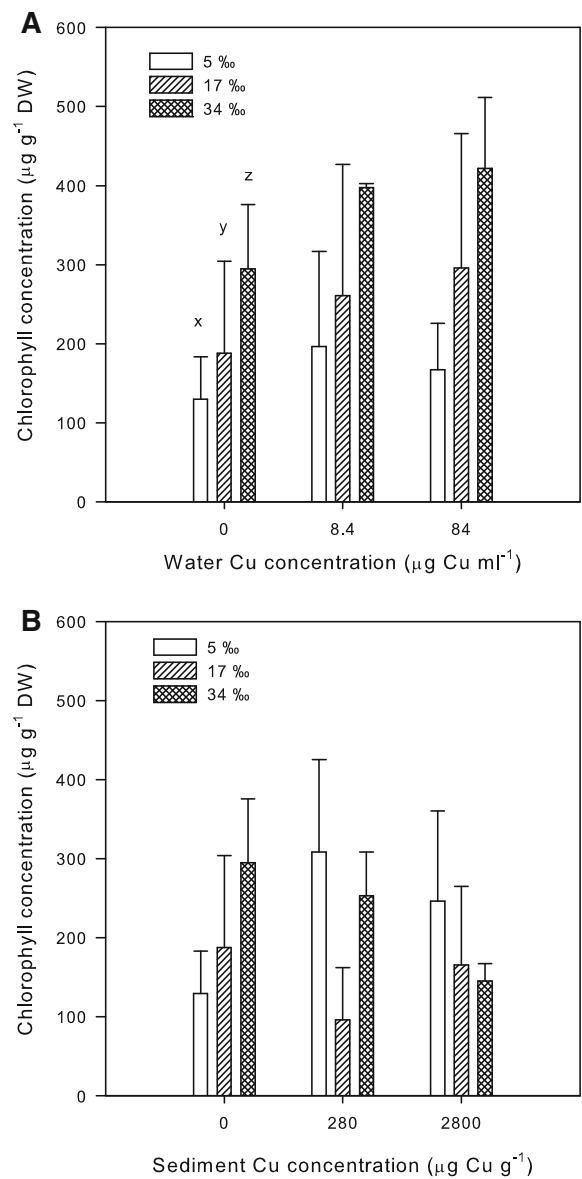 A
600
500
400
300
200
100
0
Chlorophyll concentration (μg g⁻¹ DW)
5 ‰
17 ‰
34 ‰
x
y
z
0 8.4 84
Water Cu concentration (μg Cu ml⁻¹)
B
600
500
400
300
200
100
0
Chlorophyll concentration (μg g⁻¹ DW)
5 ‰
17 ‰
34 ‰
0 280 2800
Sediment Cu concentration (μg Cu g⁻¹)